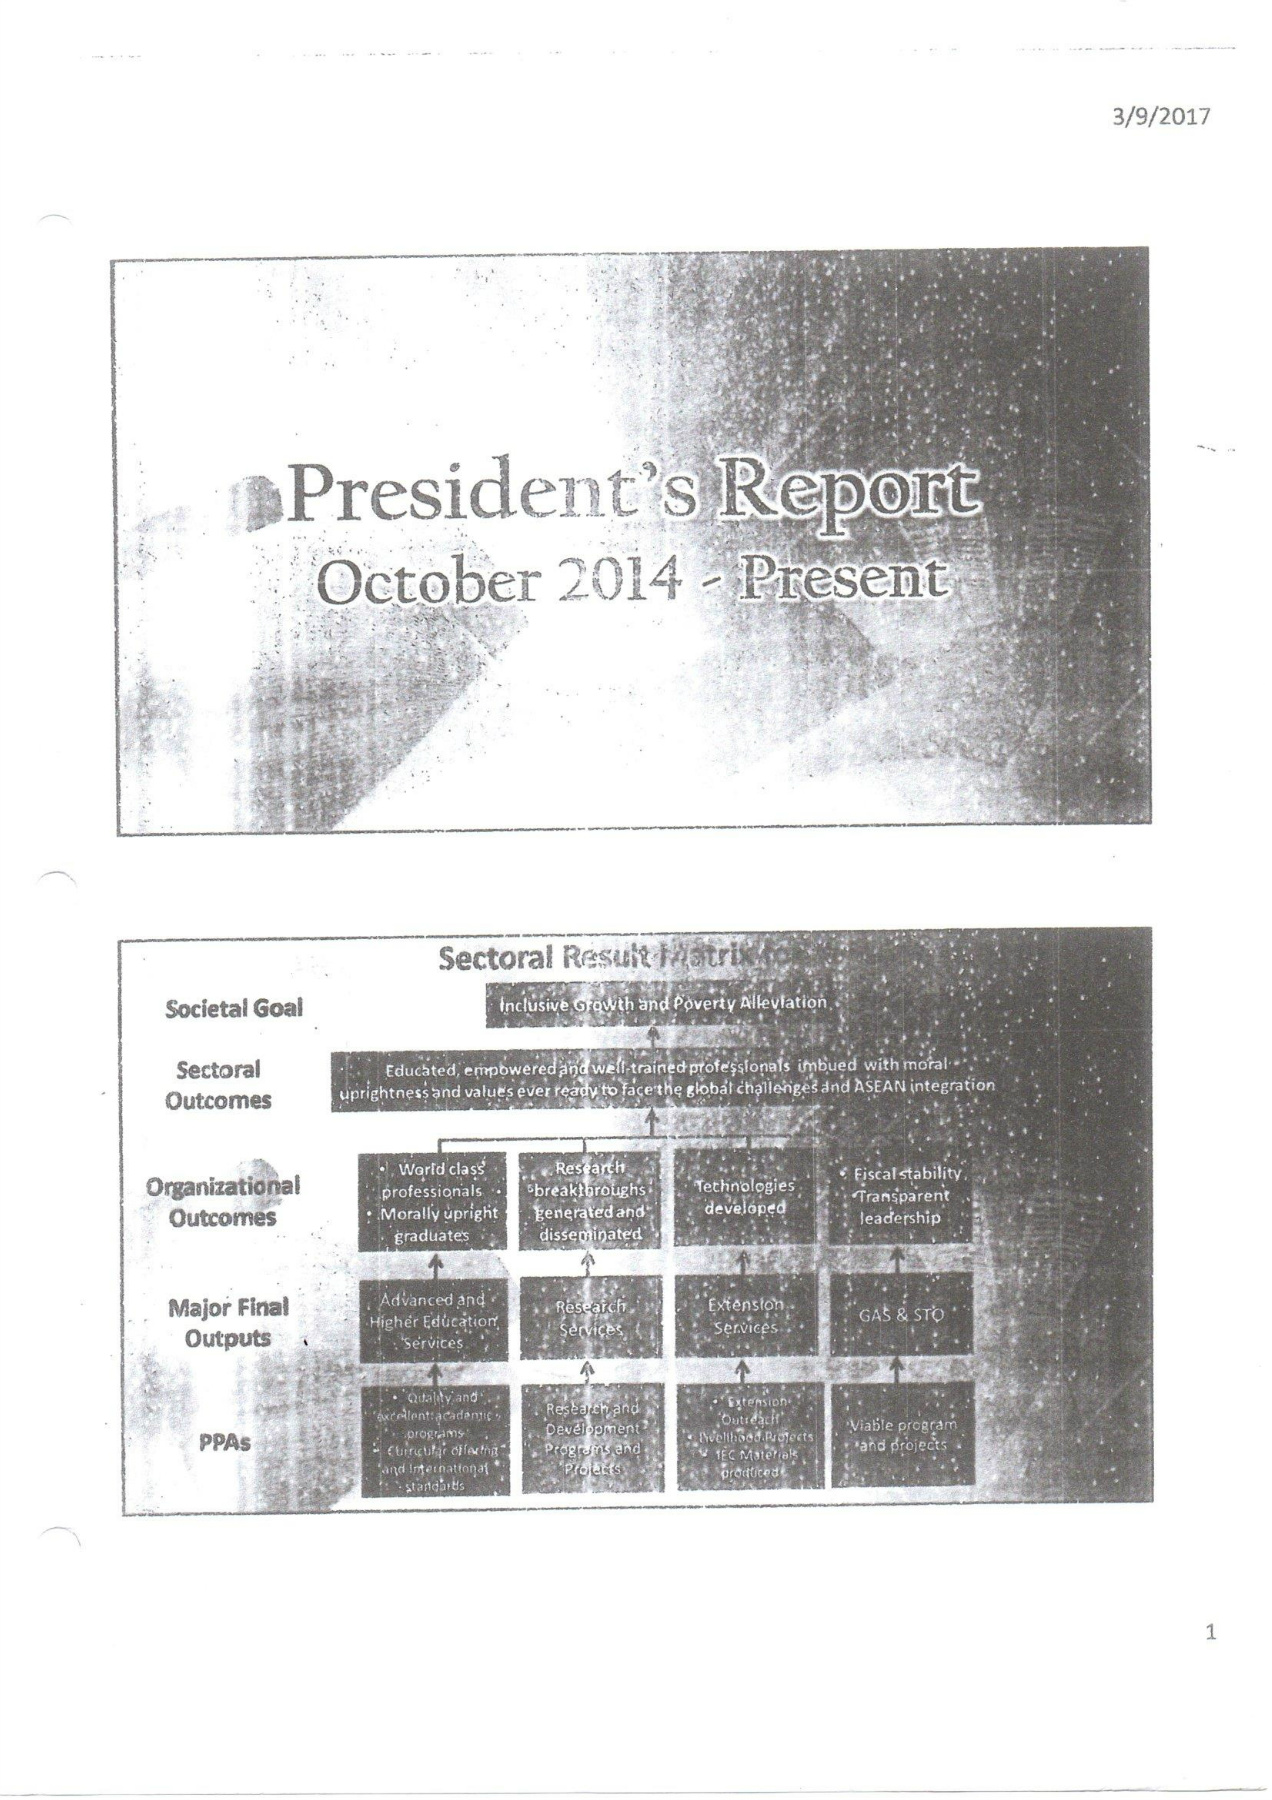 3/9/2017
President's Report
October 2014 - Present
Sectoral Result Matrix for
Societal Goal
Inclusive Growth and Poverty Alleviation
Sectoral
Outcomes
Educated, empowered and well-trained professionals imbued with moral
uprightness and values ever ready to face the global challenges and ASEAN integration
Organizational
Outcomes
• World class
professionals
• Morally upright
graduates
Research
breakthroughs
generated and
disseminated
Technologies
developed
• Fiscal stability
Transparent
leadership
Major Final
Outputs
Advanced and
Higher Education
Services
Research
Services
Extension
Services
GAS & STO
PPAs
• Quality and
excellent academic
programs
• Curricular offering
and International
standards
Research and
Development
Programs and
Projects
• Extension
Outreach
• Livelihood Projects
• IEC Materials
produced
Viable program
and projects
1